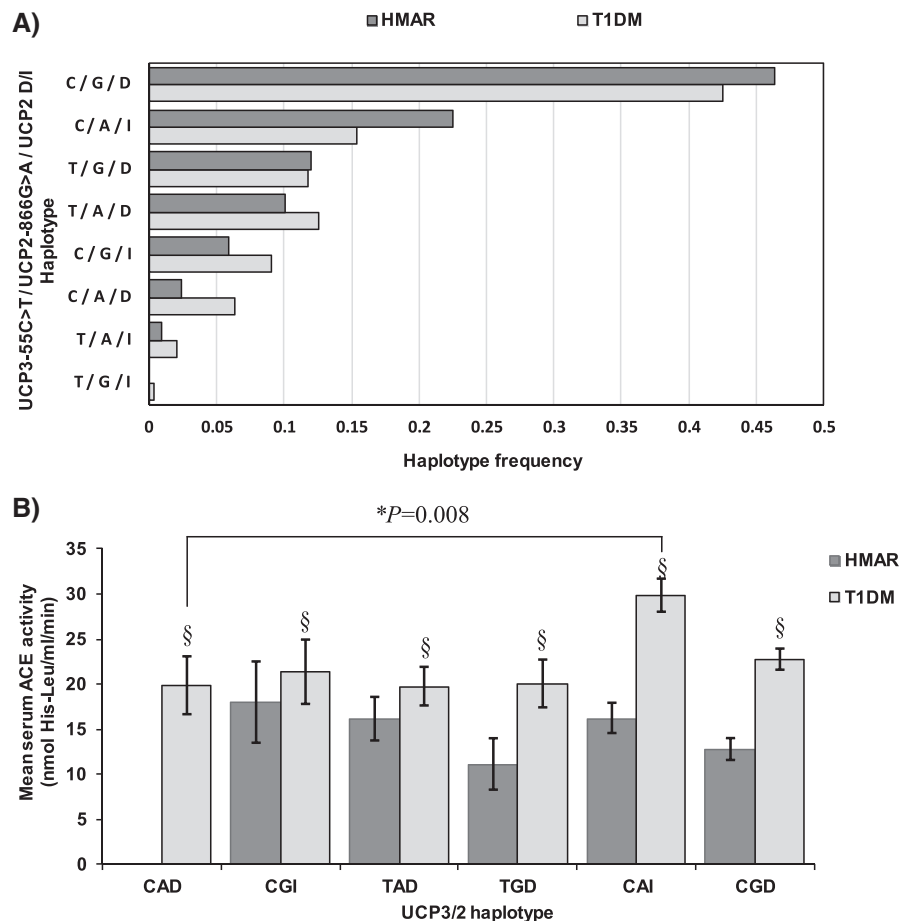 A)
HMAR T1DM
UCP3-55C>T/UCP2-866G>A/UCP2 D/I
Haplotype
C/G/D
C/A/I
T/G/D
T/A/D
C/G/I
C/A/D
T/A/I
T/G/I
0 0.05 0.1 0.15 0.2 0.25 0.3 0.35 0.4 0.45 0.5
Haplotype frequency
B)
*P=0.008
Mean serum ACE activity
(nmol His-Leu/ml/min)
35
30
25
20
15
10
5
0
§ § § § § §
HMAR
T1DM
CAD CGI TAD TGD CAI CGD
UCP3/2 haplotype